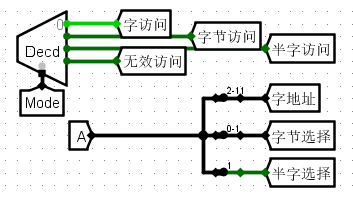 0
字访问
字节访问
Decd
半字访问
无效访问
Mode
2-11
字地址
A
0-1
字节选择
1
半字选择